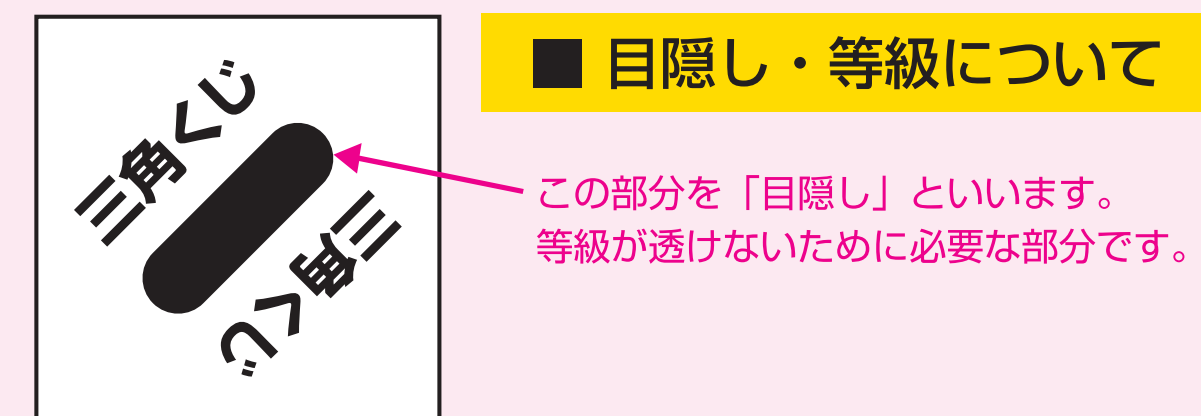 ■ 目隠し・等級について
三角くじ
三角くじ
この部分を「目隠し」といいます。
等級が透けないために必要な部分です。